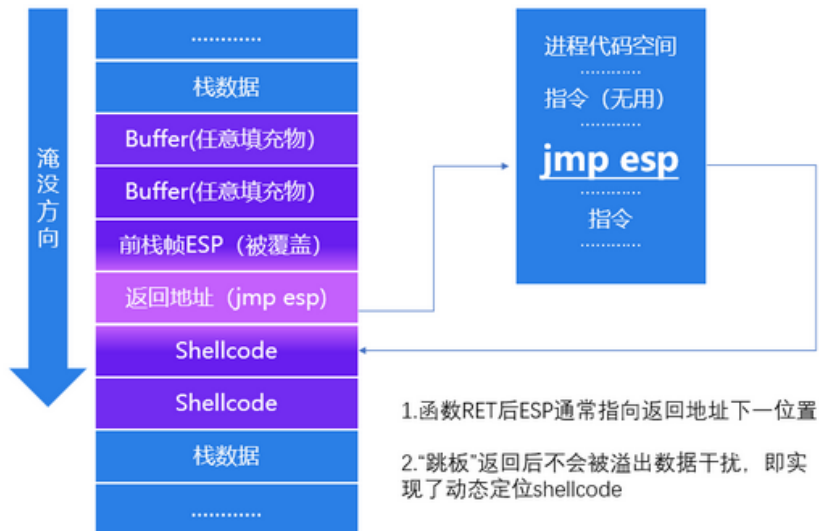 淹没方向
............
栈数据
Buffer(任意填充物)
Buffer(任意填充物)
前栈帧ESP（被覆盖）
返回地址（jmp esp)
Shellcode
Shellcode
栈数据
............
进程代码空间
............
指令（无用）
............
jmp esp
............
指令
............
1.函数RET后ESP通常指向返回地址下一位置
2.“跳板”返回后不会被溢出数据干扰，即实
现了动态定位shellcode